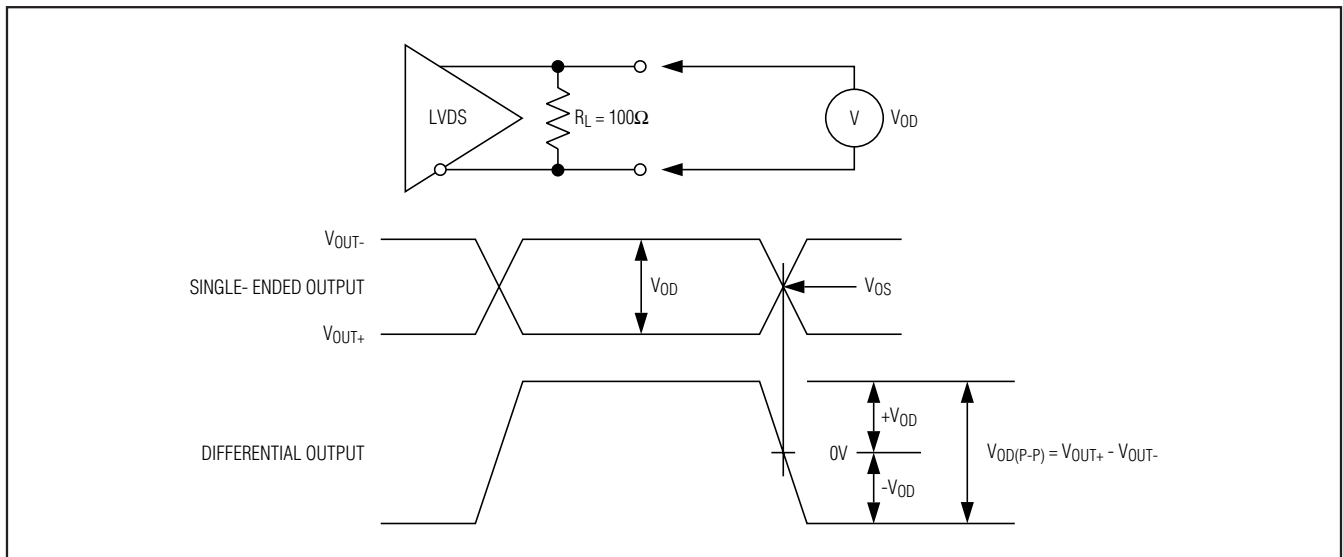 LVDS
R_L = 100Ω
V
V_OD
V_OUT-
SINGLE- ENDED OUTPUT
V_OUT+
V_OD
V_OS
DIFFERENTIAL OUTPUT
0V
+V_OD
-V_OD
V_OD(P-P) = V_OUT+ - V_OUT-